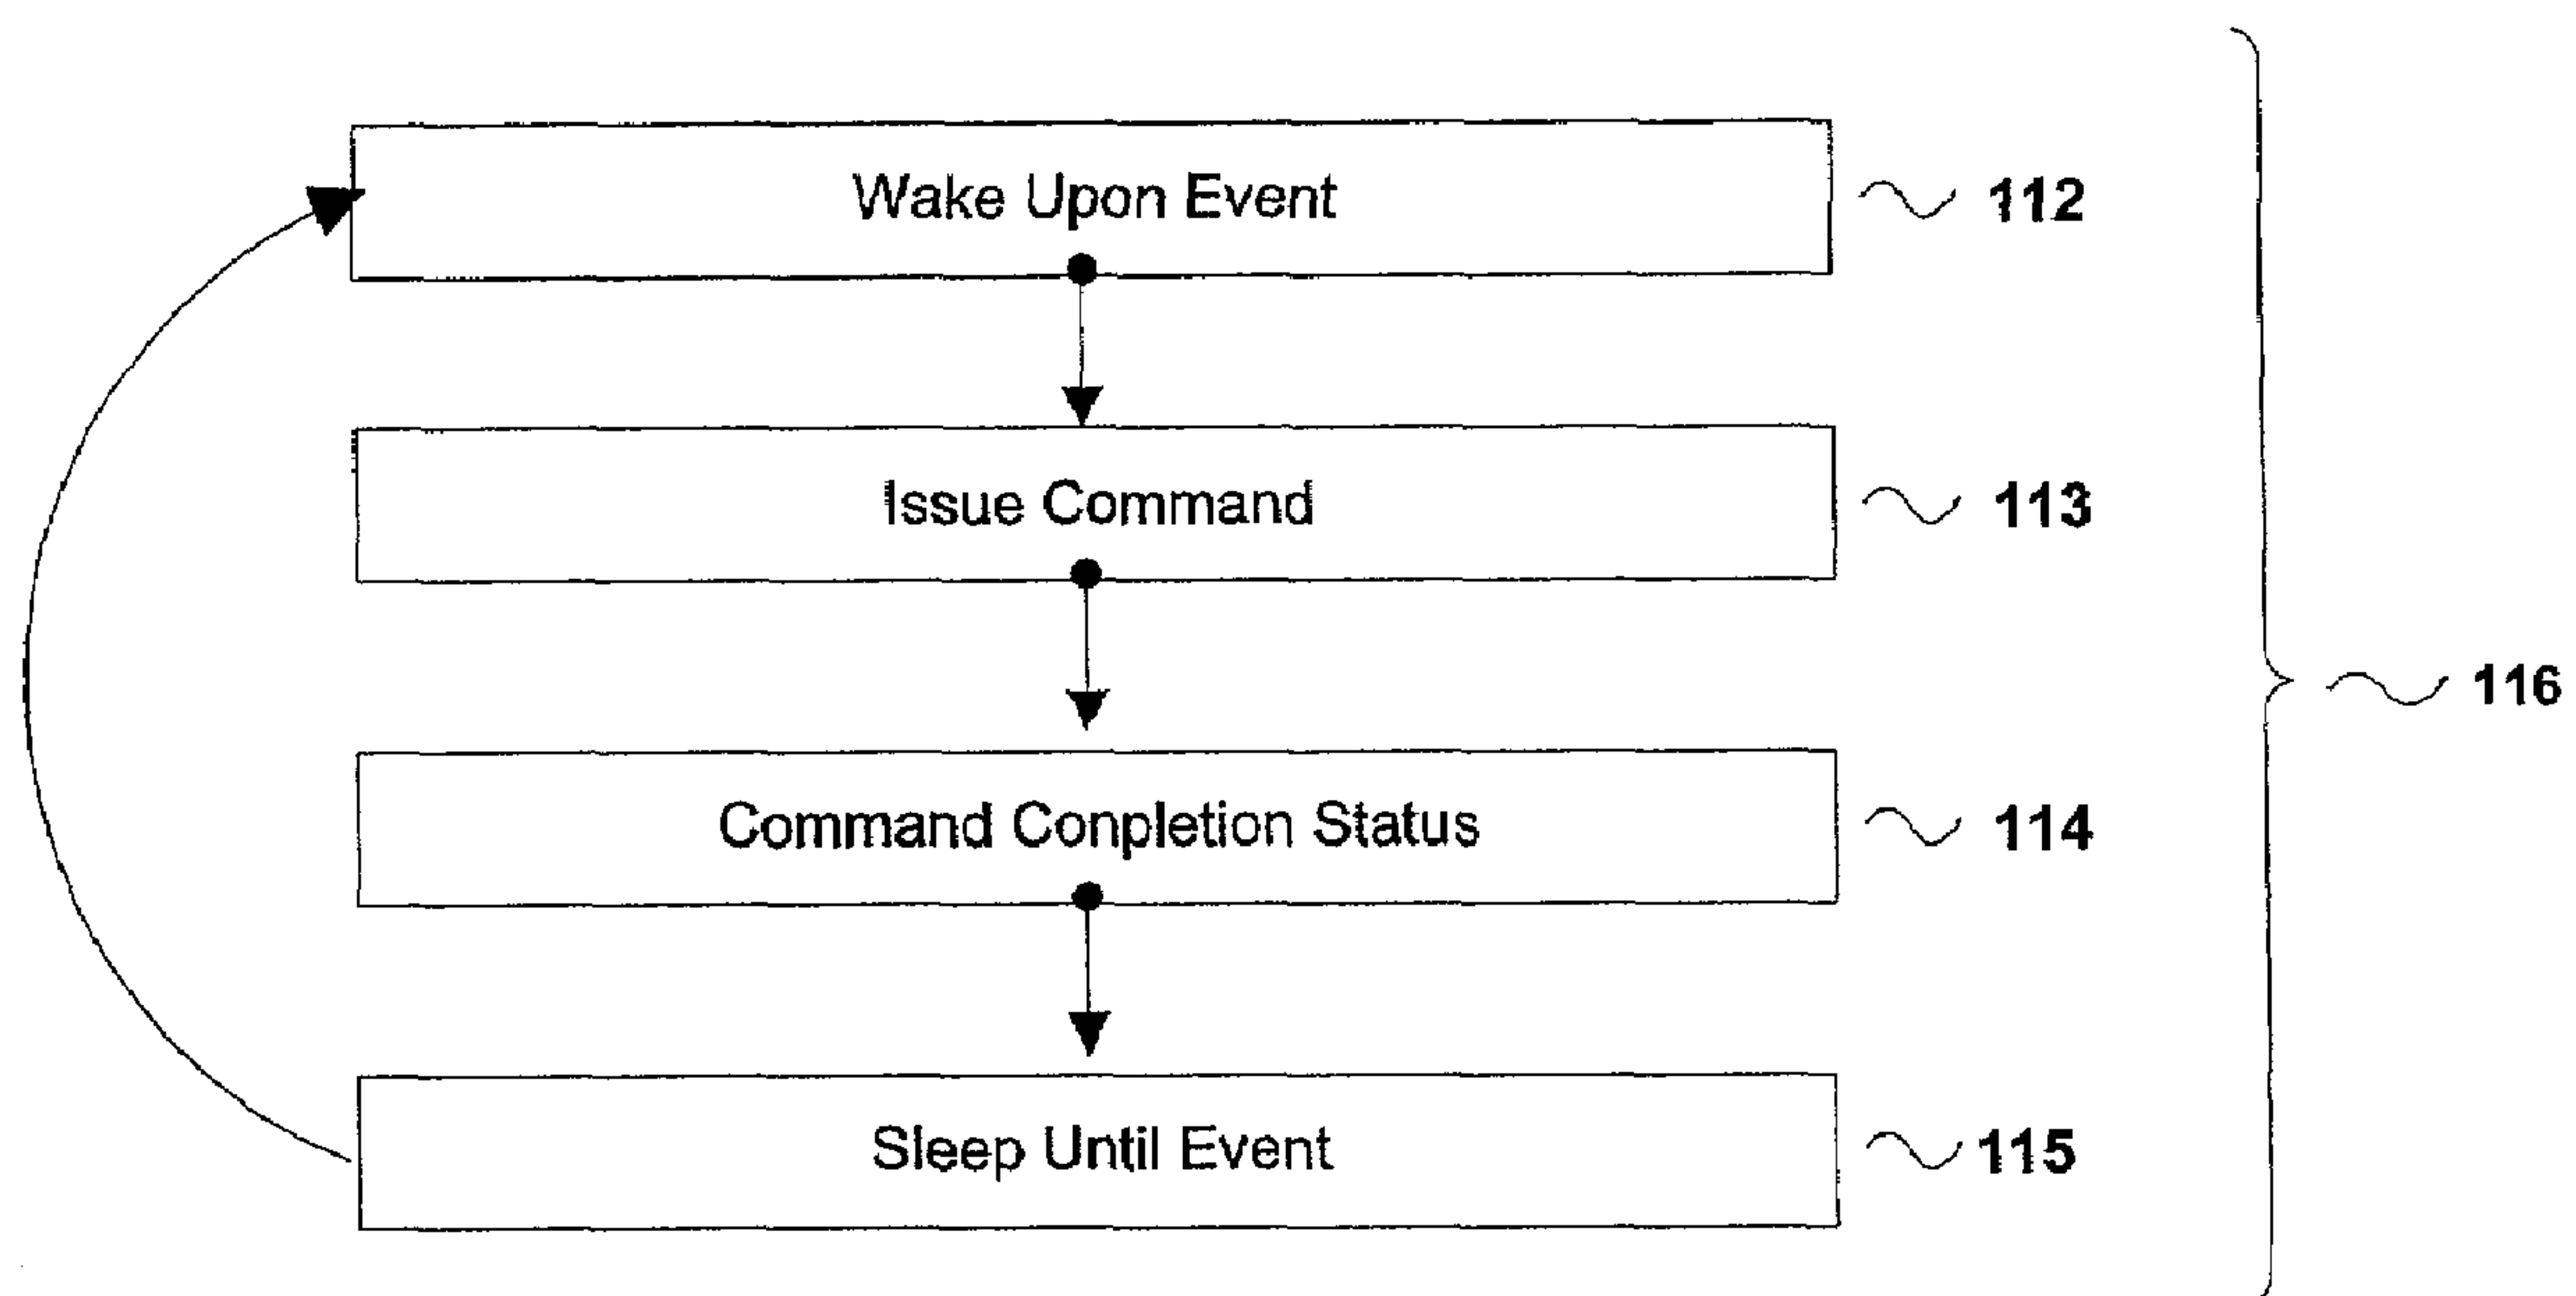 Wake Upon Event 112
Issue Command 113
116
Command Conpletion Status 114
Sleep Until Event 115